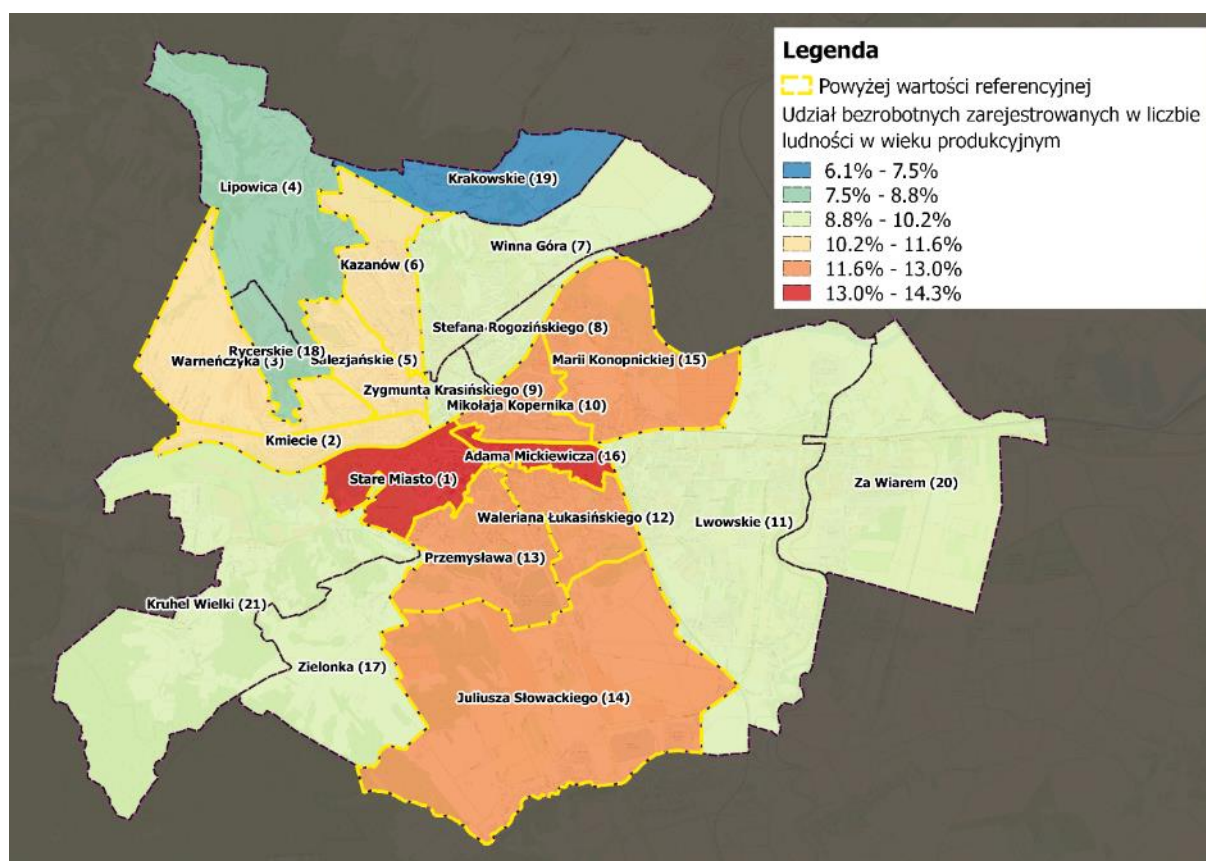 Legenda
Powyżej wartości referencyjnej
Udział bezrobotnych zarejestrowanych w liczbie
ludności w wieku produkcyjnym
6.1% - 7.5%
7.5% - 8.8%
8.8% - 10.2%
10.2% - 11.6%
11.6% - 13.0%
13.0% - 14.3%
Krakowskie (19)
Lipowica (4)
Winna Góra (7)
Kazanów (6)
Stefana Rogozińskiego (8)
Rycerskie (18)
Warneńczyka (3)
Salezjańskie (5)
Marii Konopnickiej (15)
Zygmunta Krasińskiego (9)
Mikołaja Kopernika (10)
Kmiecie (2)
Adama Mickiewicza (16)
Stare Miasto (1)
Za Wiarem (20)
Waleriana Łukasińskiego (12)
Lwowskie (11)
Przemysława (13)
Kruhel Wielki (21)
Zielonka (17)
Juliusza Słowackiego (14)